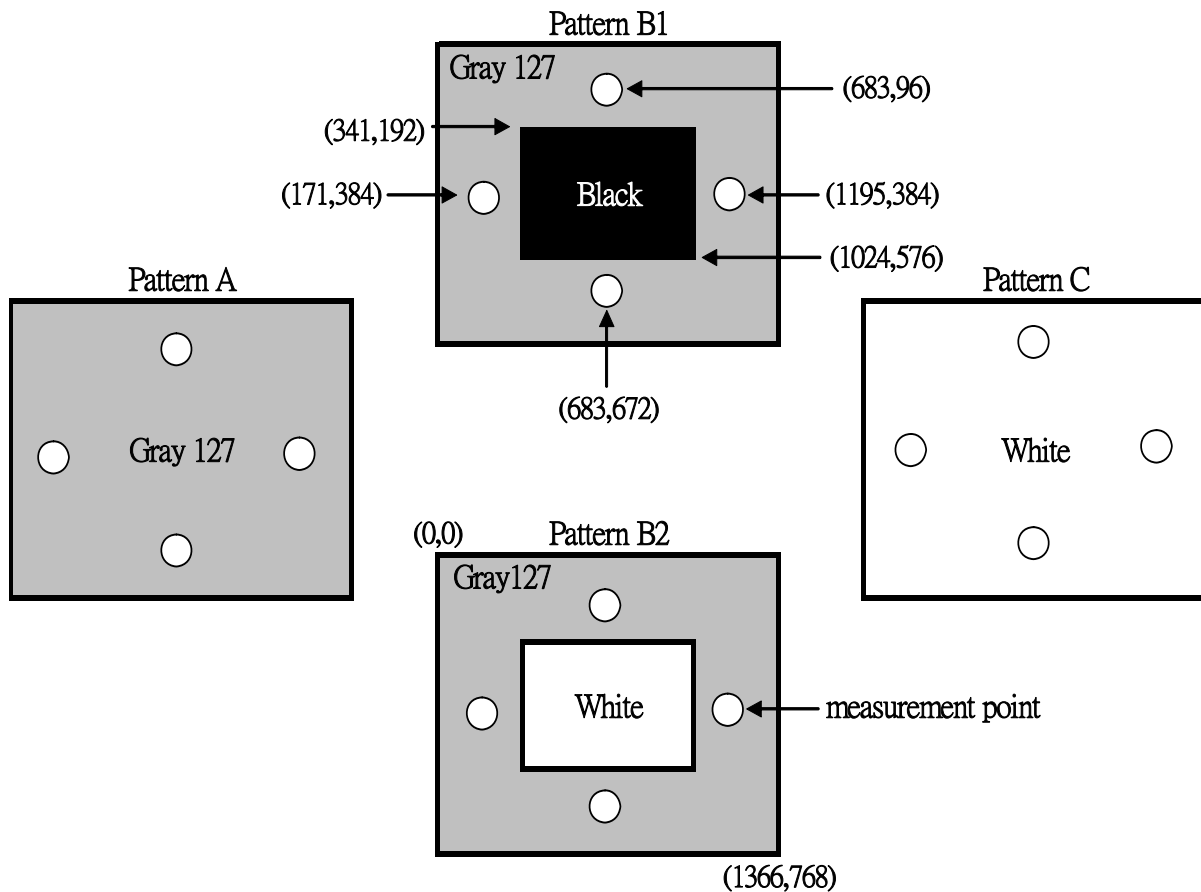 Pattern B1
Gray 127
(683,96)
(341,192)
(171,384)
Black
(1195,384)
(1024,576)
(683,672)
Pattern A
Gray 127
Pattern C
White
(0,0)
Pattern B2
Gray127
White
measurement point
(1366,768)